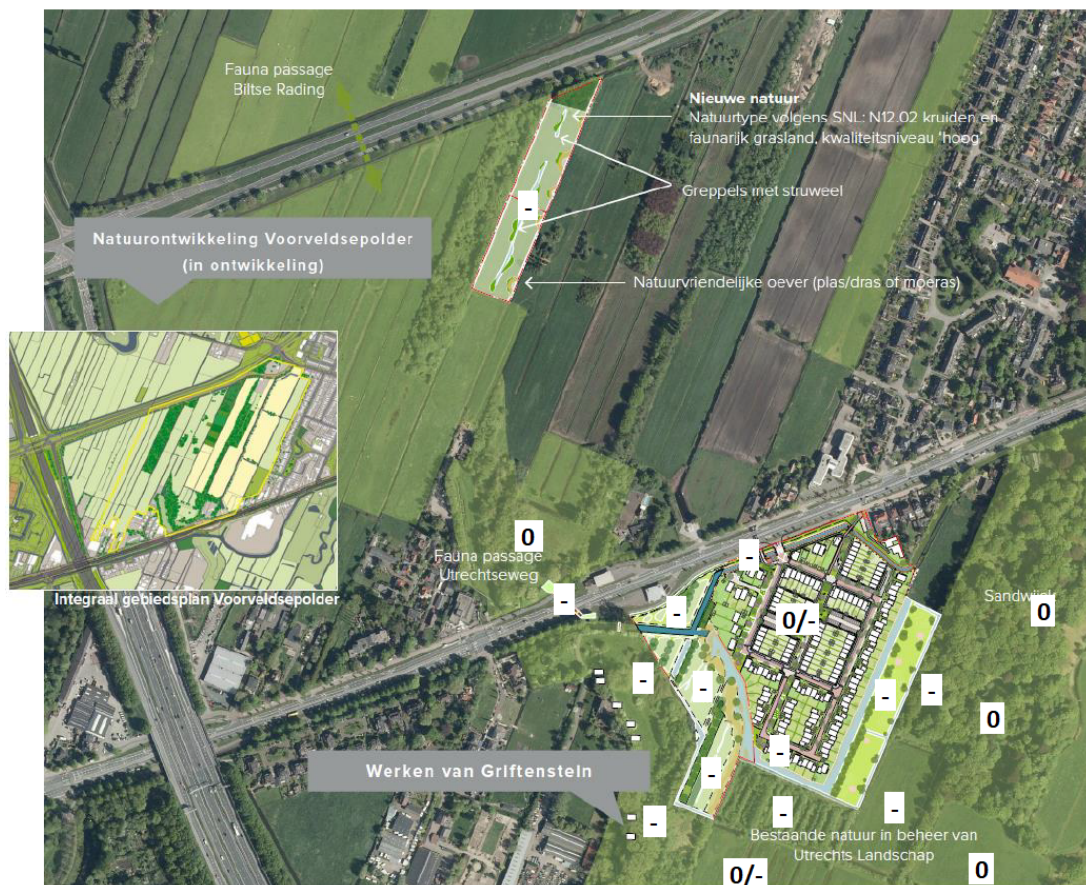 Fauna passage
Biltse Rading
Nieuwe natuur
Natuurtype volgens SNL: N12.02 kruiden en
faunarijk grasland, kwaliteitsniveau 'hoog
Greppels met struweel
-
Natuurontwikkeling Voorveldsepolder
(in ontwikkeling)
Natuurvriendelijke oever (plas/dras of moeras)
Integraal gebiedsplan Voorveldsepolder
0
Fauna passage
Utrechtseweg
-
-
-
0/-
Sandwijck
0
-
-
-
-
0
-
-
Werken van Griftenstein
-
-
-
Bestaande natuur in beheer van
Utrechts Landschap
0/-
0